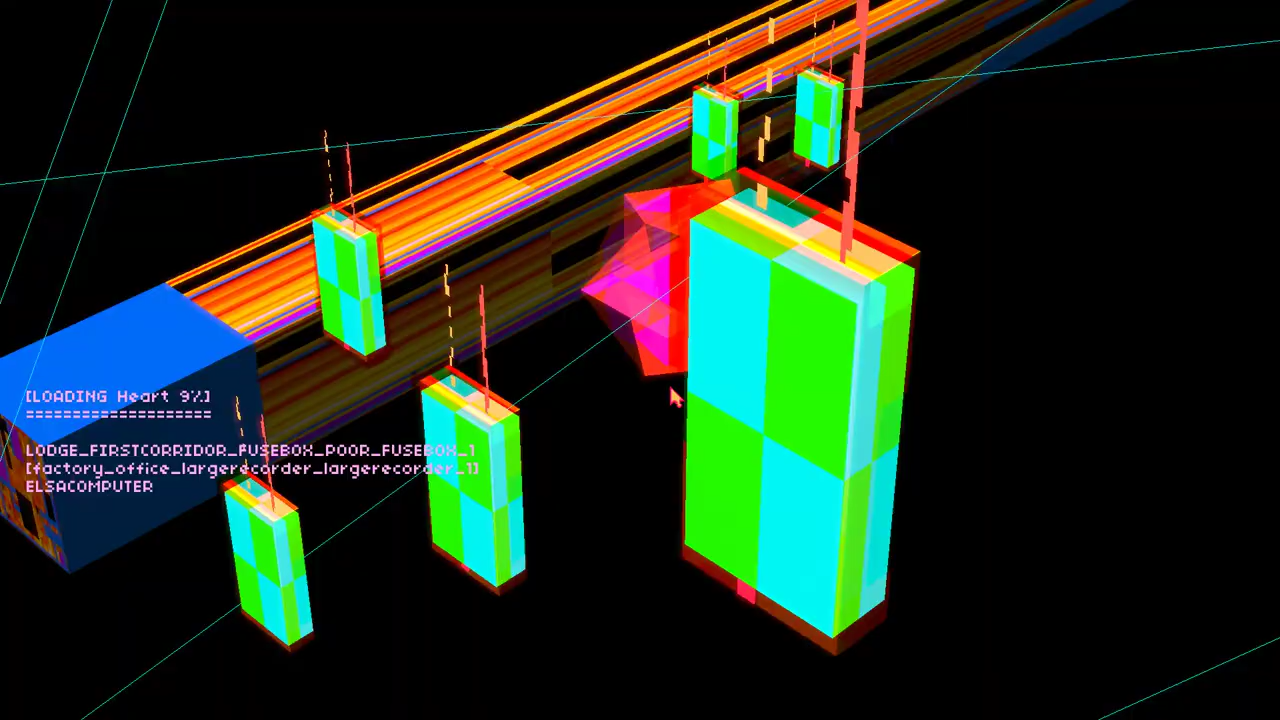 [LOADING Heart 9%]
====================
LODGE_FIRSTCORRIDOR_FUSEBOX_POOR_FUSEBOX_1
[factory_office_largerecorder_largerecorder_1]
ELSACOMPUTER